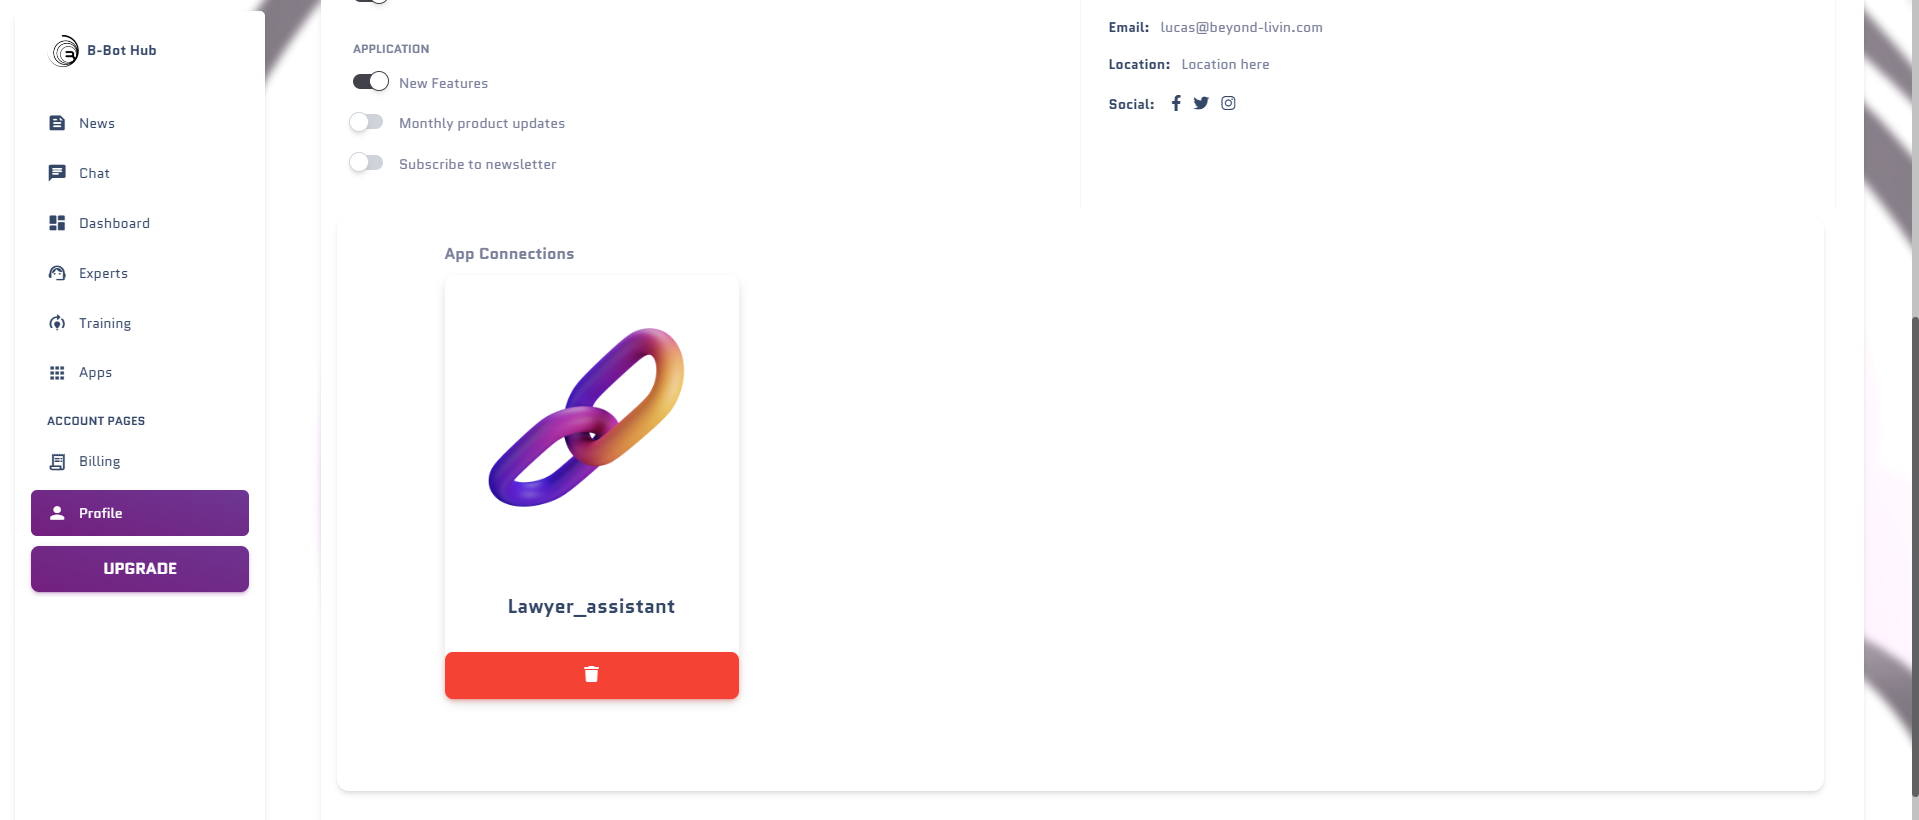 B-Bot Hub
News
Chat
Dashboard
Experts
Training
Apps
ACCOUNT PAGES
Billing
Profile
UPGRADE
APPLICATION
New Features
Monthly product updates
Subscribe to newsletter
Email: lucas@beyond-livin.com
Location: Location here
Social:
App Connections
Lawyer_assistant